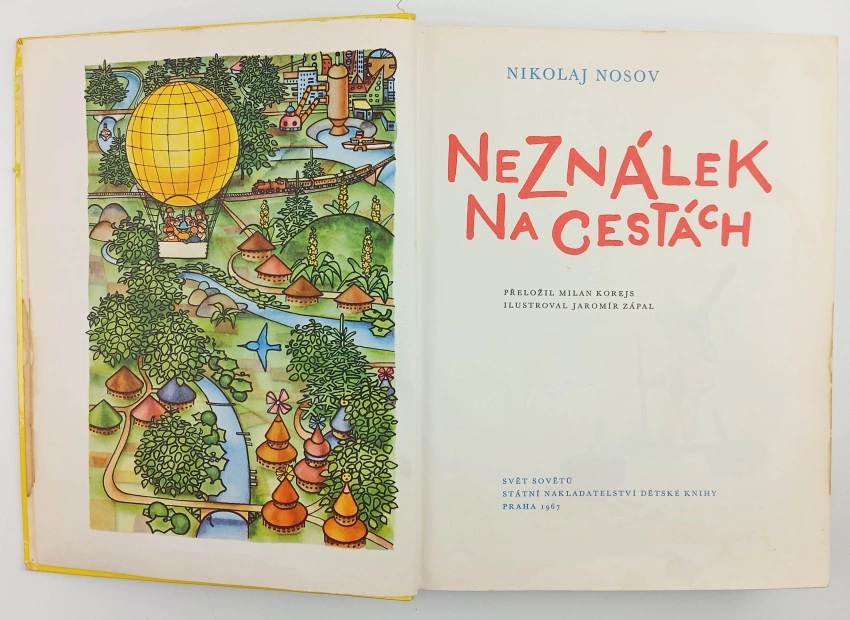 NIKOLAJ NOSOV
NEZNÁLEK
NA CESTÁCH
PŘELOŽIL MILAN KOREJS
ILUSTROVAL JAROMÍR ZÁPAL
SVĚT SOVĚTŮ
STÁTNÍ NAKLADATELSTVÍ DĚTSKÉ KNIHY
PRAHA 1967